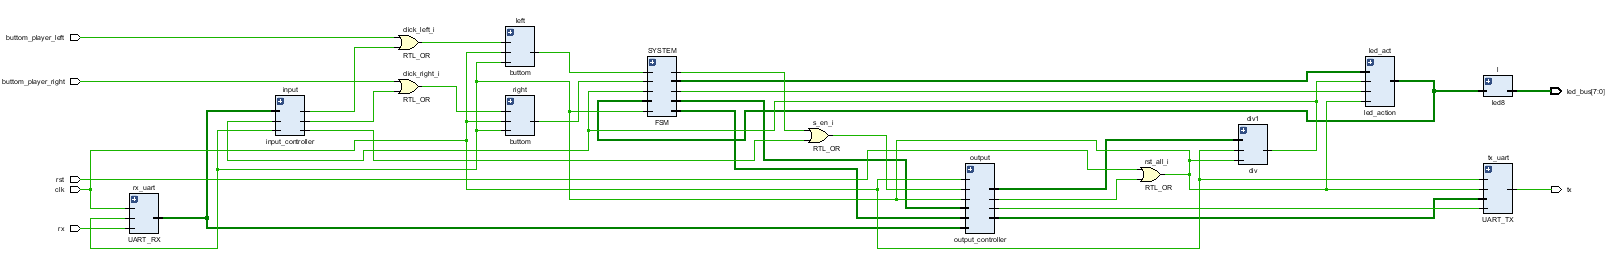 left
click_left_i
buttom_player_left
SYSTEM
led_act
RTL_OR
l
click_right_i
buttom
buttom_player_right
input
right
RTL_OR
led_bus[7:0]
led8
led_action
FSM
s_en_i
div1
input_controller
buttom
RTL_OR
output
rst_all_i
tx_uart
div
rst
rx_uart
clk
RTL_OR
tx
rx
UART_TX
UART_RX
output_controller